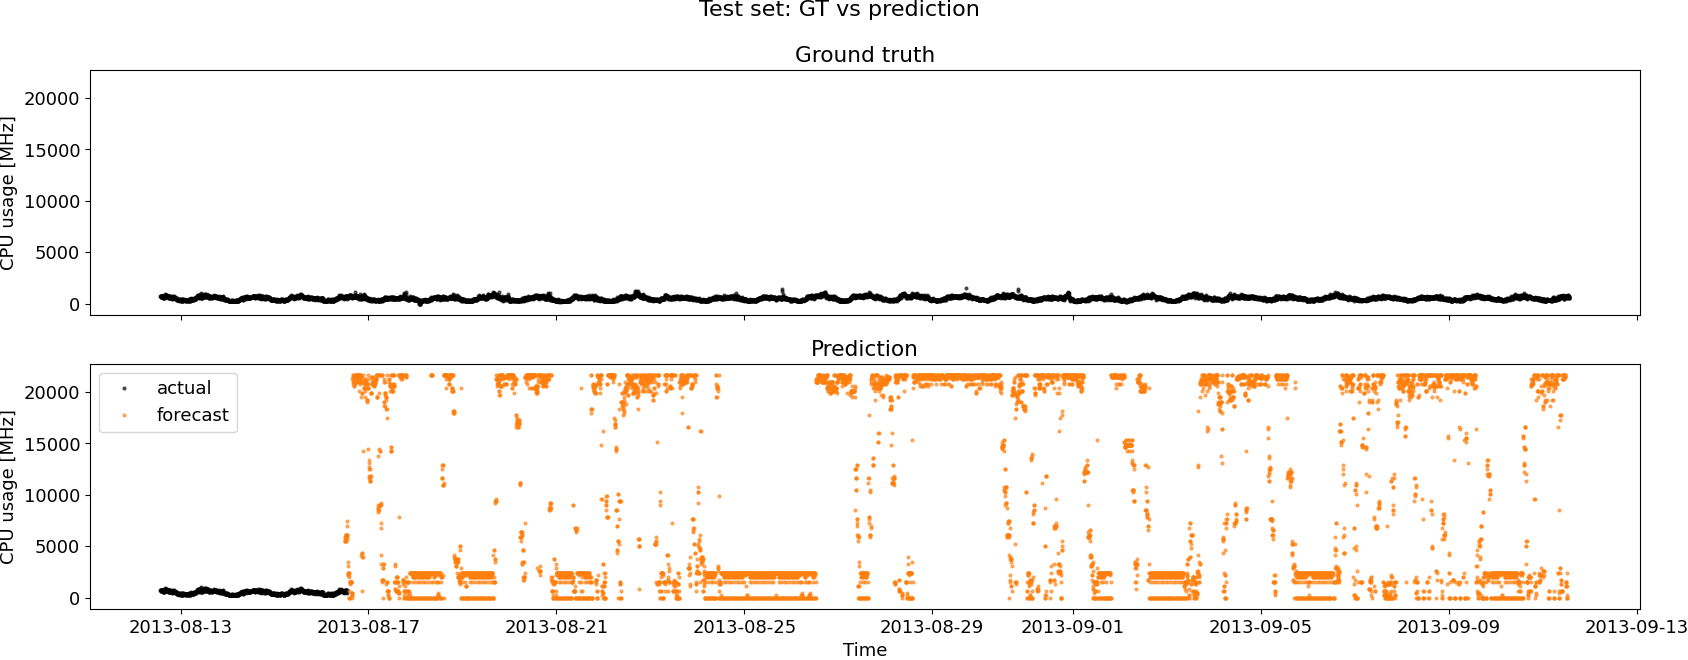 Test set: GT vs prediction
Ground truth
CPU usage [MHz]
20000
15000
10000
5000
0
Prediction
CPU usage [MHz]
20000
15000
10000
5000
0
actual
forecast
2013-08-13 2013-08-17 2013-08-21 2013-08-25 2013-08-29 2013-09-01 2013-09-05 2013-09-09 2013-09-13
Time